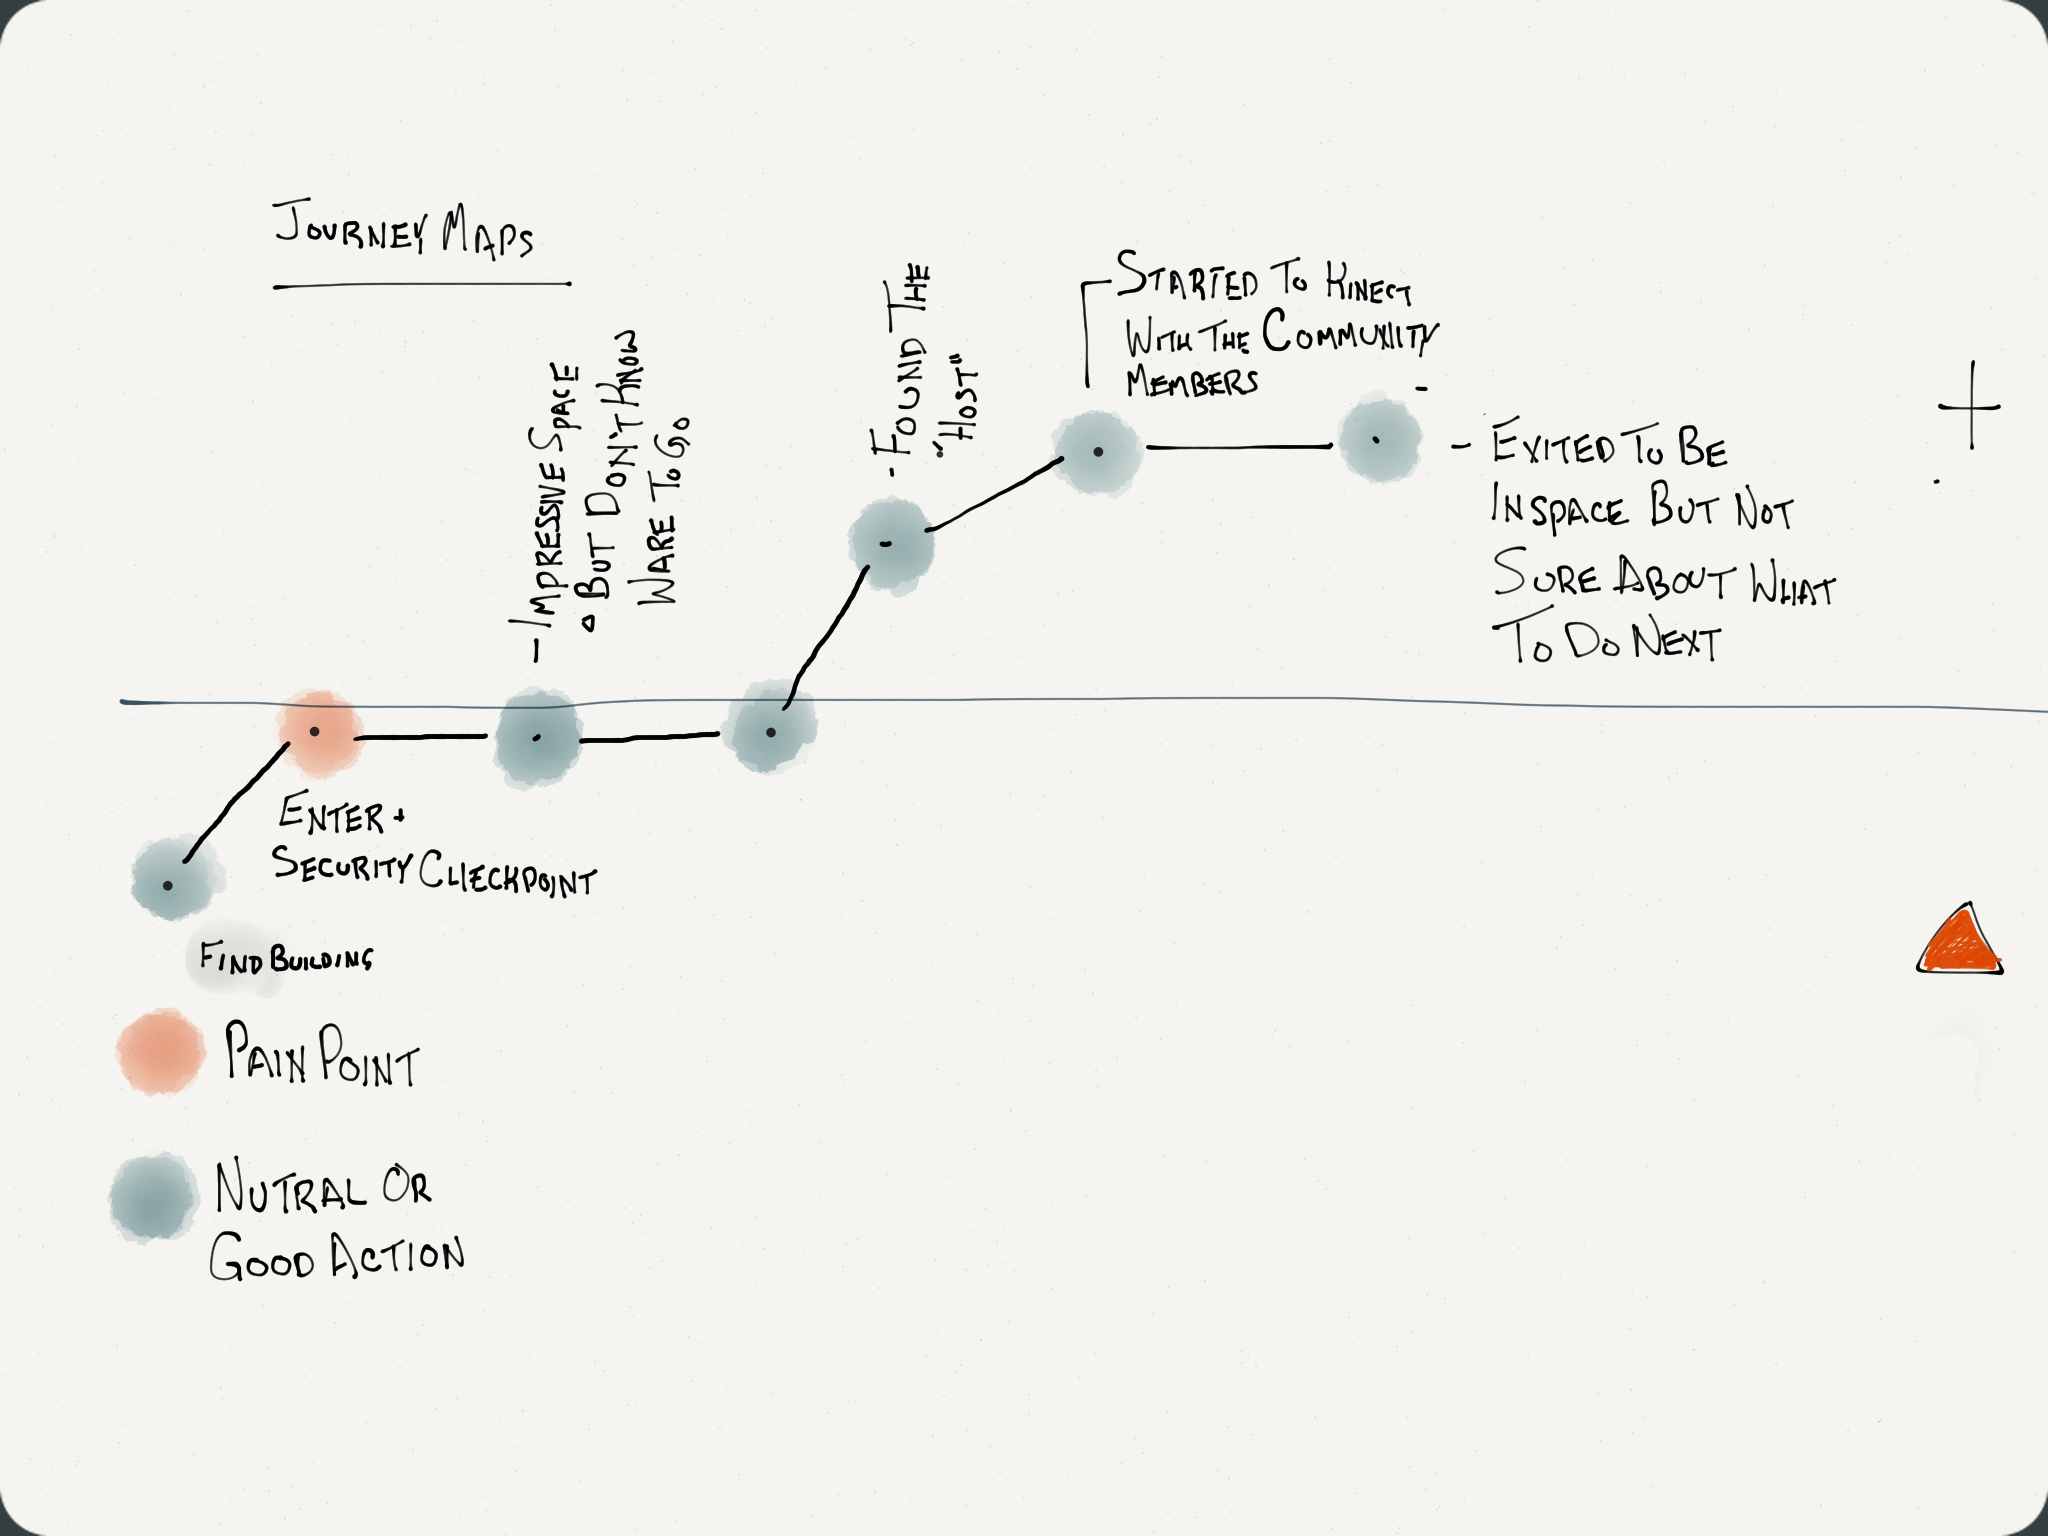 JOURNEY MAPS
- IMPRESSIVE SPACE
BUT DON'T KNOW
WARE TO GO
- FOUND THE
"HOST"
STARTED TO KINECT
WITH THE COMMUNITY
MEMBERS
- EXITED TO BE
INSPACE BUT NOT
SURE ABOUT WHAT
TO DO NEXT
ENTER +
SECURITY CHECKPOINT
FIND BUILDING
PAIN POINT
NUTRAL OR
GOOD ACTION